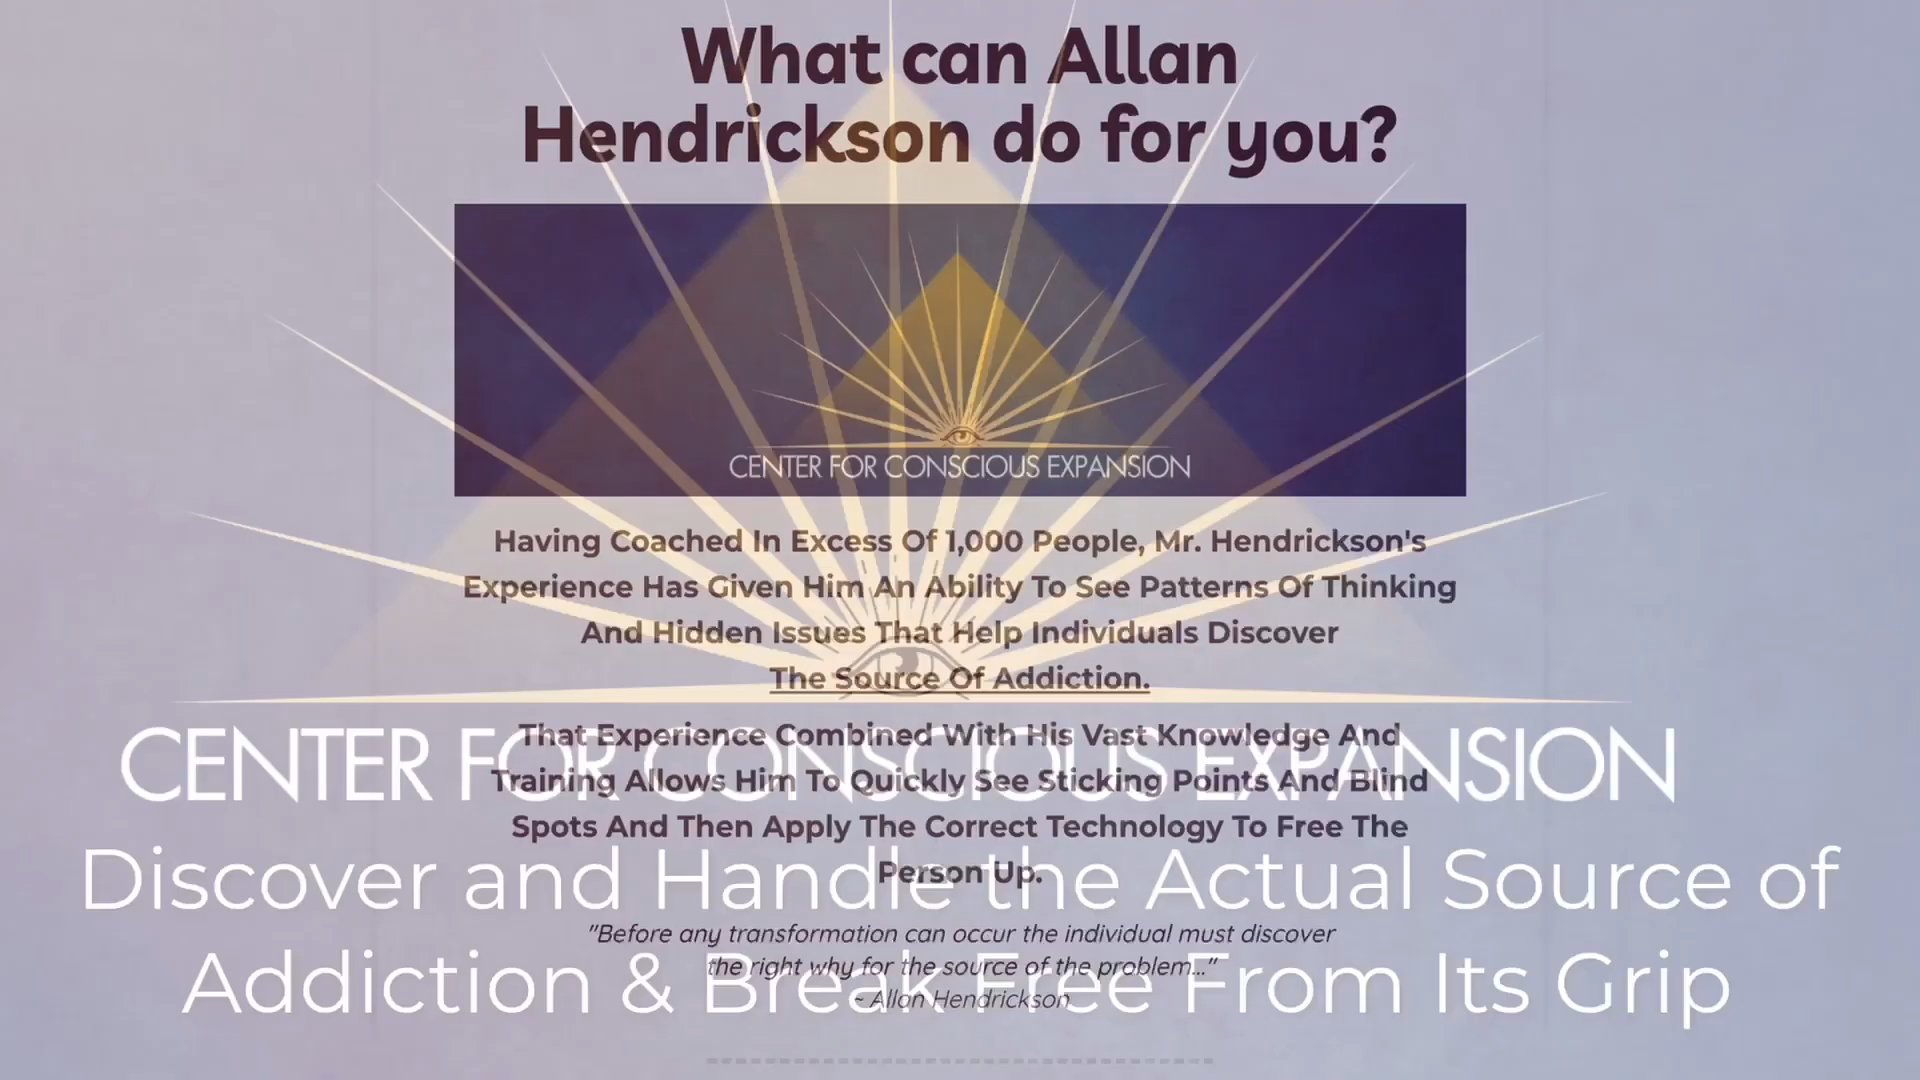 What can Allan
Hendrickson do for you?
CENTER FOR CONSCIOUS EXPANSION
Having Coached In Excess Of 1,000 People, Mr. Hendrickson's
Experience Has Given Him An Ability To See Patterns Of Thinking
And Hidden Issues That Help Individuals Discover
The Source Of Addiction.
That Experience Combined With His Vast Knowledge And
Training Allows Him To Quickly See Sticking Points And Blind
Spots And Then Apply The Correct Technology To Free The
Person Up.
"Before any transformation can occur the individual must discover
the right why for the source of the problem..."
~ Allan Hendrickson
CENTER FOR CONSCIOUS EXPANSION
Discover and Handle the Actual Source of
Addiction & Break Free From Its Grip